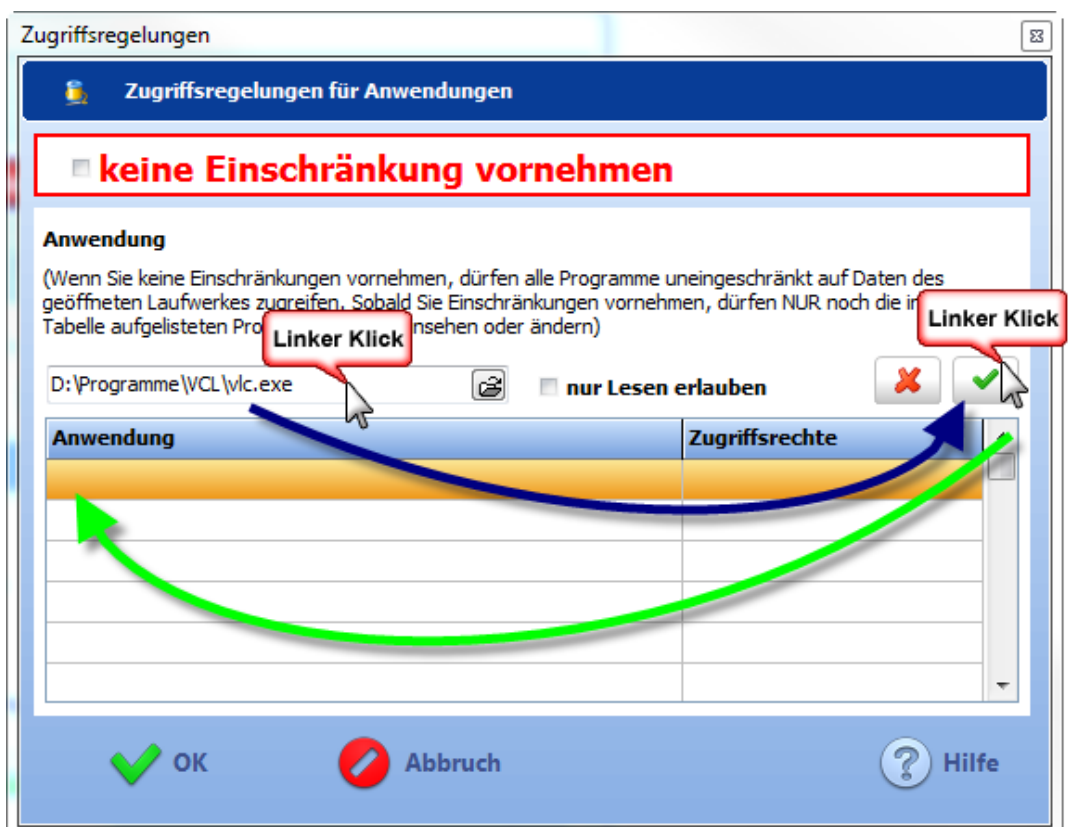 Zugriffsregelungen
Zugriffsregelungen für Anwendungen
keine Einschränkung vornehmen
Anwendung
(Wenn Sie keine Einschränkungen vornehmen, dürfen alle Programme uneingeschränkt auf Daten des
geöffneten Laufwerkes zugreifen. Sobald Sie Einschränkungen vornehmen, dürfen NUR noch die in
Tabelle aufgelisteten Pro nsehen oder ändern)
Linker Klick
Linker Klick
D:\Programme\VCL\vlc.exe
nur Lesen erlauben
Anwendung Zugriffsrechte
OK Abbruch Hilfe